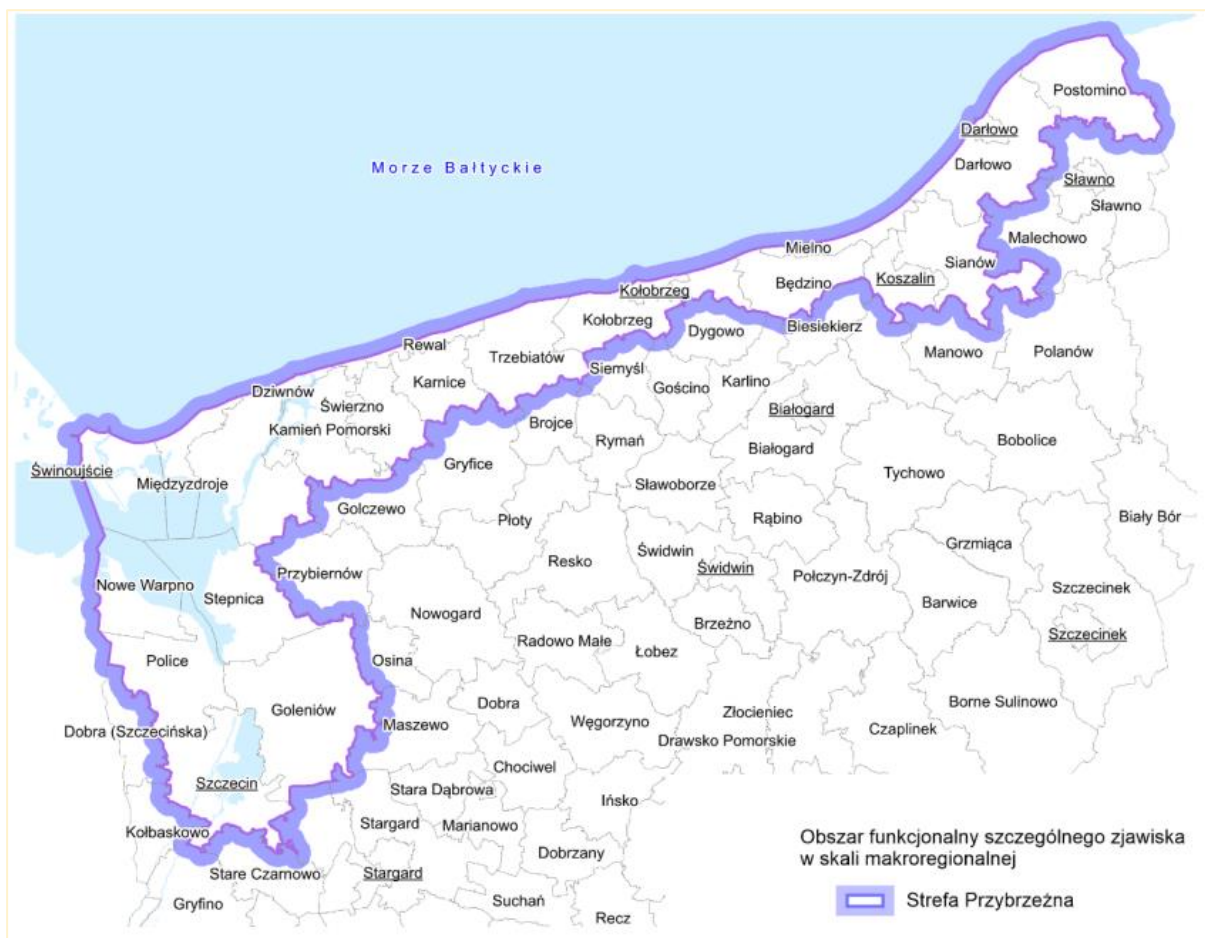 Postomino
Darłowo
Darłowo
Morze Bałtyckie
Sławno
Sławno
Malechowo
Mielno
Sianów
Koszalin
Będzino
Kołobrzeg
Kołobrzeg
Biesiekierz
Dygowo
Rewal
Trzebiatów
Manowo
Polanów
Siemyśl
Karnice
Karlino
Gościno
Dziwnów
Świerzno
Białogard
Brojce
Kamień Pomorski
Rymań
Bobolice
Białogard
Gryfice
Świnoujście
Tychowo
Międzyzdroje
Sławoborze
Golczewo
Rąbino
Płoty
Biały Bór
Grzmiąca
Świdwin
Resko
Świdwin
Przybiernów
Połczyn-Zdrój
Nowe Warpno
Szczecinek
Stepnica
Nowogard
Barwice
Brzeżno
Szczecinek
Radowo Małe
Łobez
Police
Osina
Borne Sulinowo
Dobra
Goleniów
Złocieniec
Węgorzyno
Maszewo
Czaplinek
Dobra (Szczecińska)
Drawsko Pomorskie
Chociwel
Szczecin
Stara Dąbrowa
Ińsko
Stargard
Marianowo
Kołbaskowo
Dobrzany
Stare Czarnowo
Stargard
Suchań
Gryfino
Recz
Obszar funkcjonalny szczególnego zjawiska
w skali makroregionalnej
Strefa Przybrzeżna